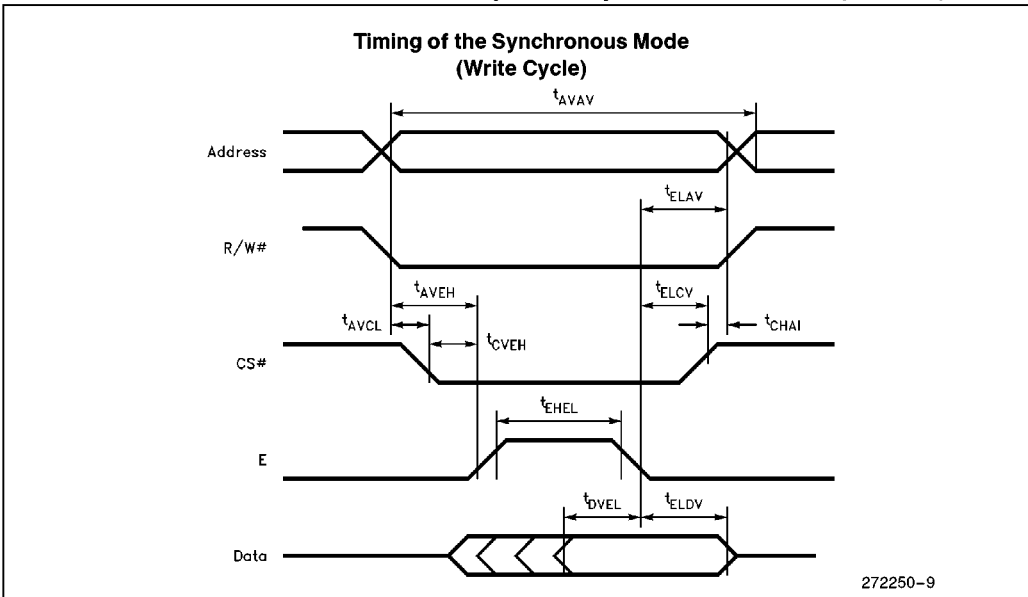 Timing of the Synchronous Mode
(Write Cycle)
tAVAV
Address
tELAV
R/W#
tAVEH
tELCV
tAVCL
tCHAI
tCVEH
CS#
tEHEL
E
tDVEL
tELDV
Data
272250-9